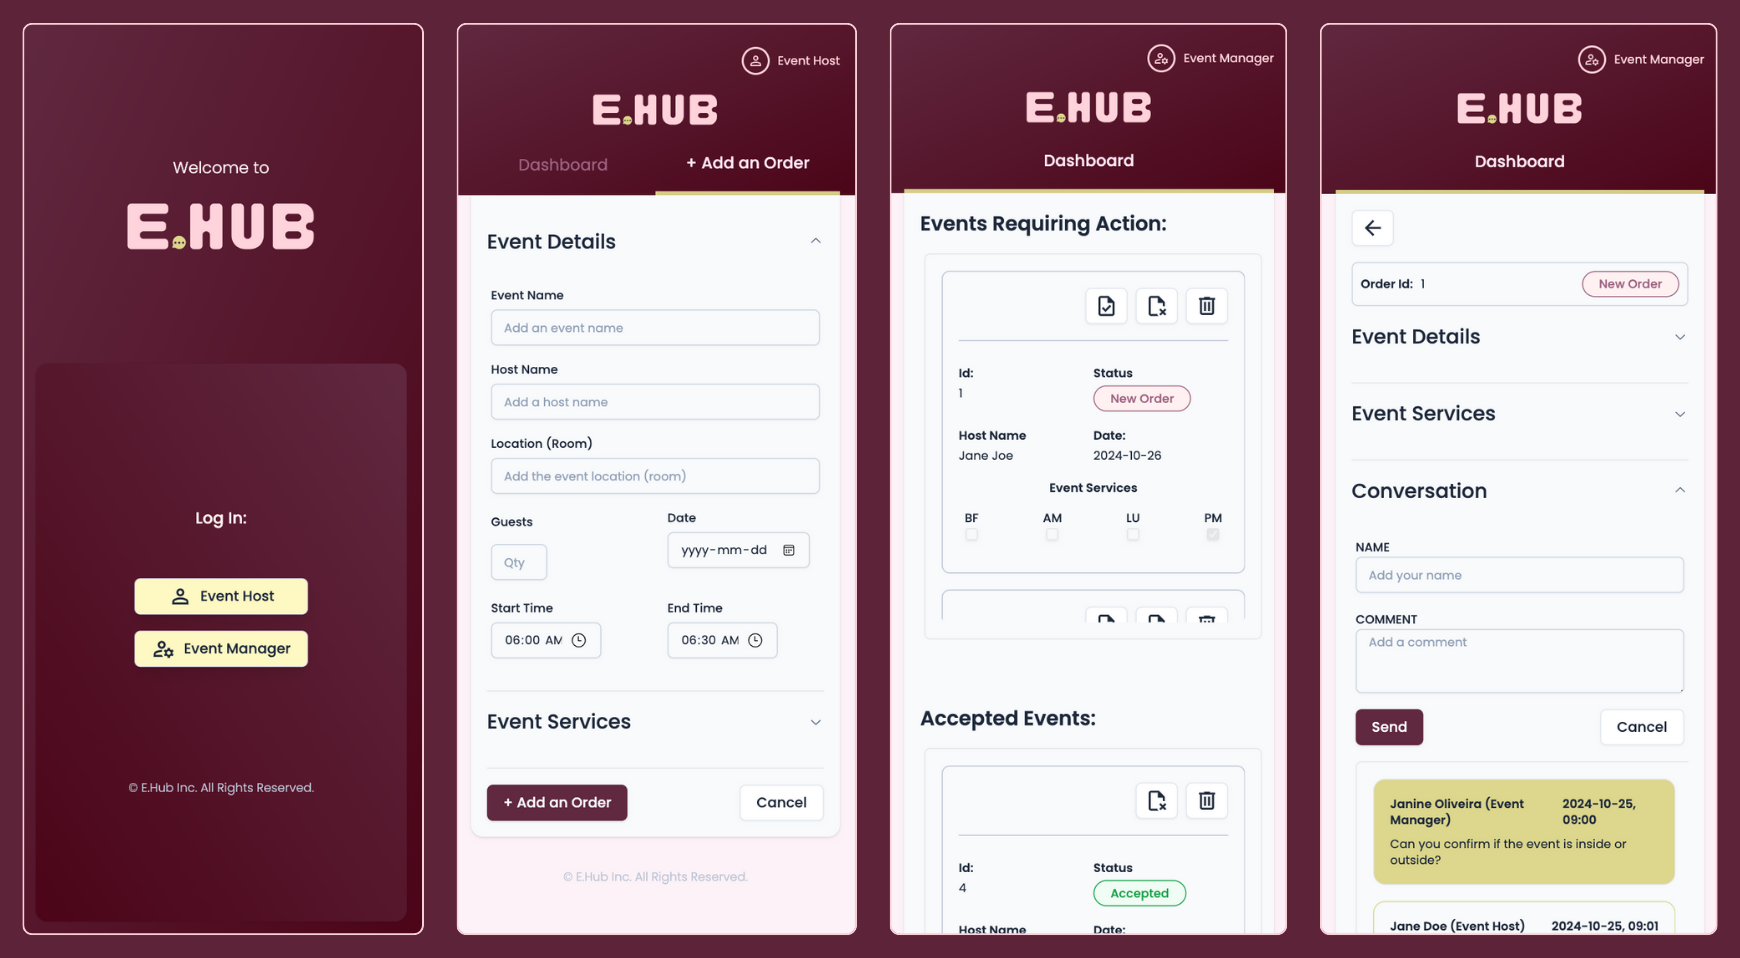 Welcome to
E.HUB
Log In:
Event Host
Event Manager
© E.Hub Inc. All Rights Reserved.
Event Host
E.HUB
Dashboard
+ Add an Order
Event Details
Event Name
Add an event name
Host Name
Add a host name
Location (Room)
Add the event location (room)
Guests
Date
Qty
yyyy-mm-dd
Start Time
End Time
06:00 AM
06:30 AM
Event Services
+ Add an Order
Cancel
© E.Hub Inc. All Rights Reserved.
Event Manager
E.HUB
Dashboard
Events Requiring Action:
Id:
Status
1
New Order
Host Name
Date:
Jane Joe
2024-10-26
Event Services
BF
AM
LU
PM
Accepted Events:
Id:
Status
4
Accepted
Host Name
Date:
Event Manager
E.HUB
Dashboard
Order Id: 1
New Order
Event Details
Event Services
Conversation
NAME
Add your name
COMMENT
Add a comment
Send
Cancel
Janine Oliveira (Event
Manager)
2024-10-25,
09:00
Can you confirm if the event is inside or
outside?
Jane Doe (Event Host)
2024-10-25, 09:01